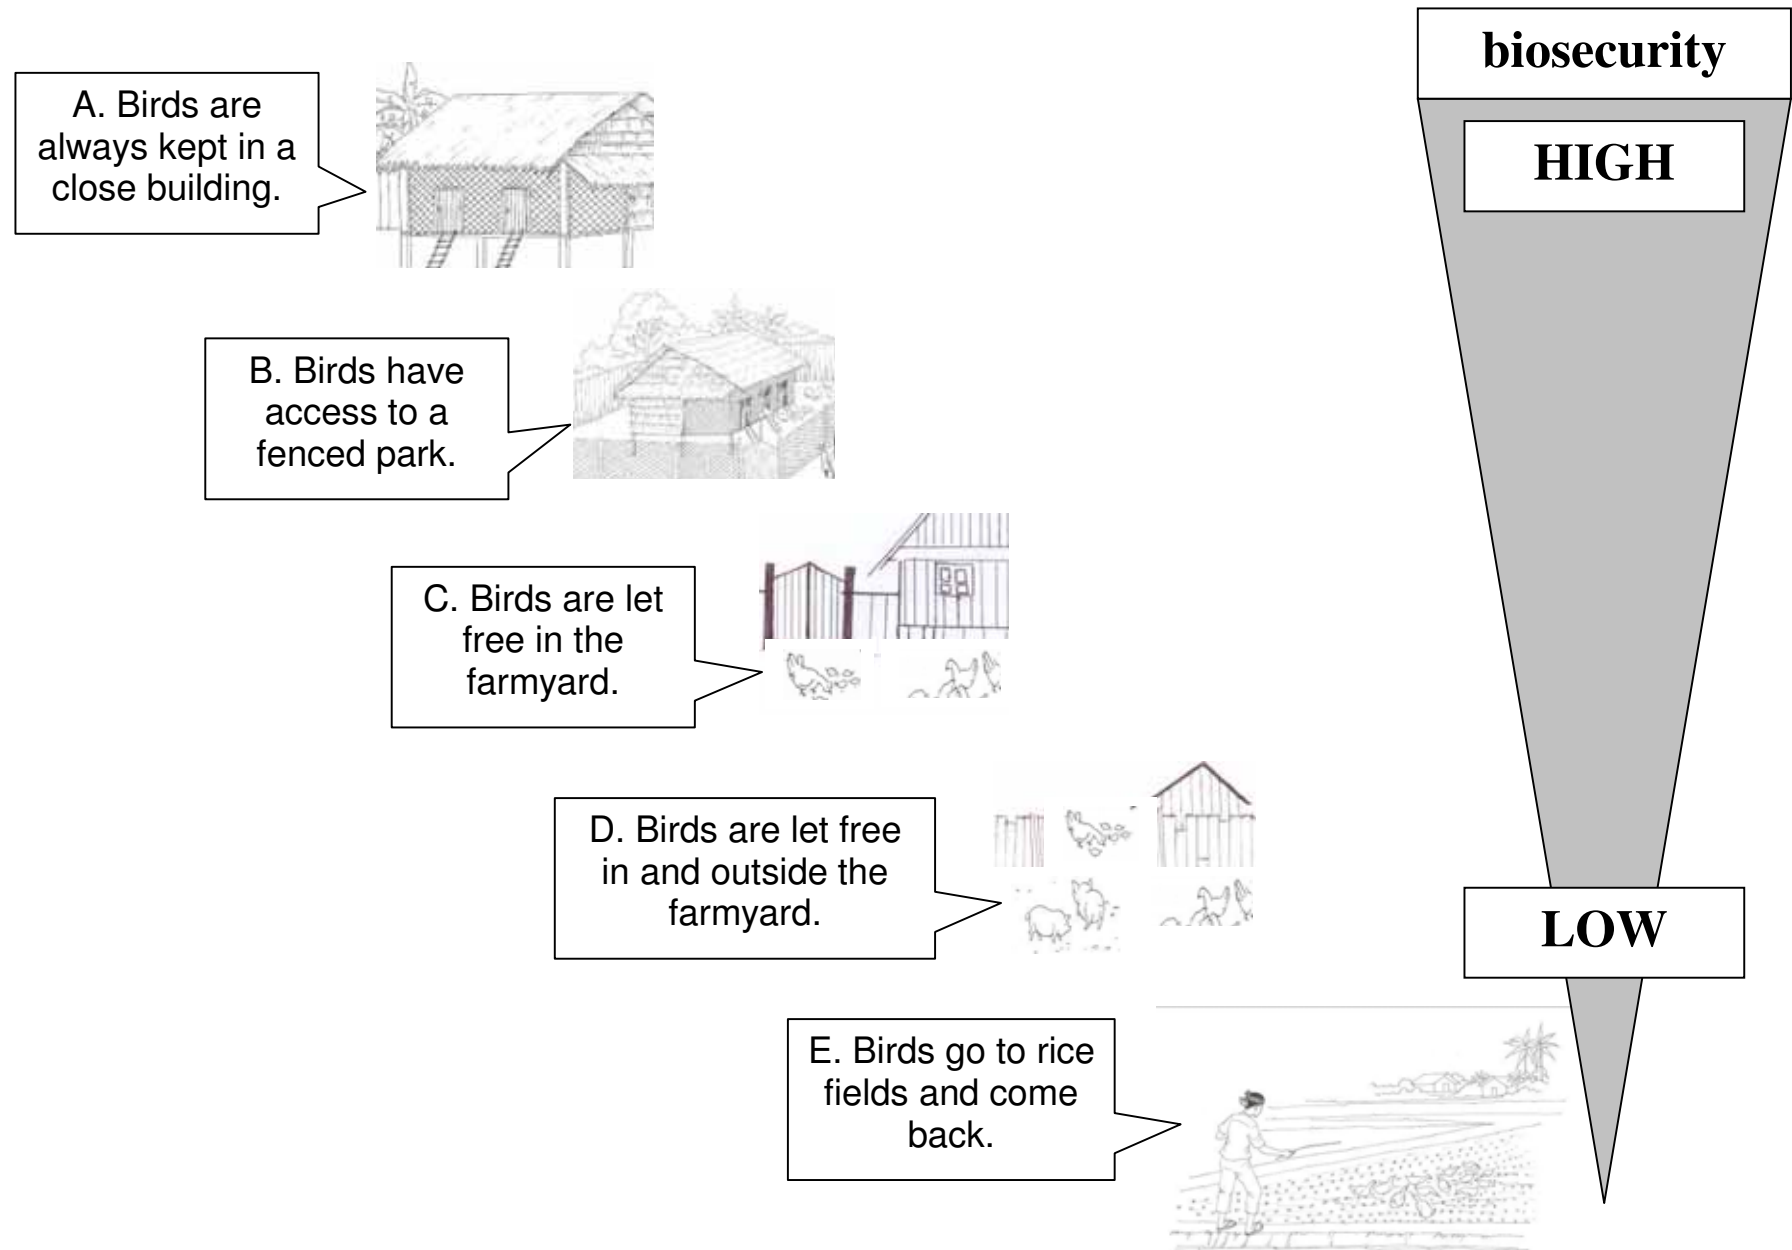 biosecurity
HIGH
A. Birds are
always kept in a
close building.
B. Birds have
access to a
fenced park.
C. Birds are let
free in the
farmyard.
D. Birds are let free
in and outside the
farmyard.
LOW
E. Birds go to rice
fields and come
back.